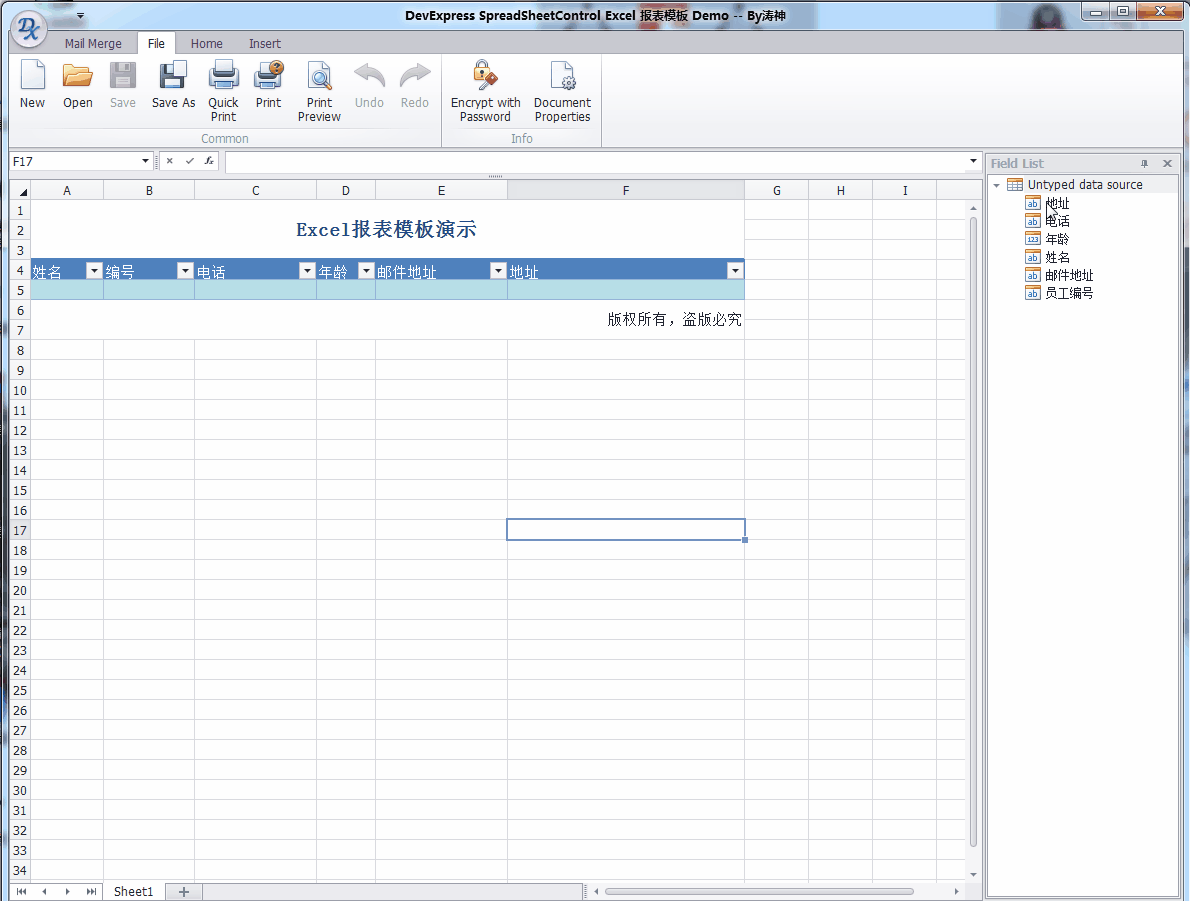 DevExpress SpreadSheetControl Excel 报表模板 Demo -- By涛神
Mail Merge File Home Insert
New Open Save Save As Quick Print Print Print Preview Undo Redo Encrypt with Password Document Properties
Common Info
F17
Field List
Untyped data source
ab 地址
ab 电话
123 年龄
ab 姓名
ab 邮件地址
ab 员工编号
A B C D E F G H I
1
2 Excel报表模板演示
3
4 姓名 编号 电话 年龄 邮件地址 地址
5
6 版权所有，盗版必究
7
8
9
10
11
12
13
14
15
16
17
18
19
20
21
22
23
24
25
26
27
28
29
30
31
32
33
34
Sheet1